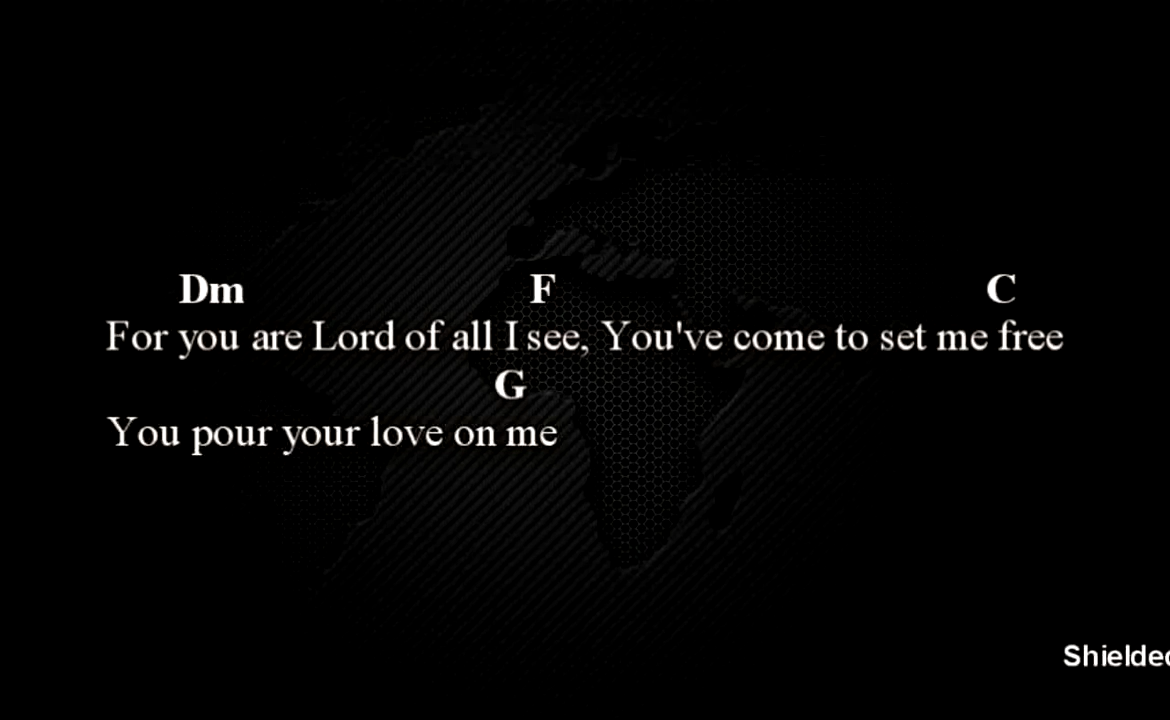 Dm F C
For you are Lord of all I see, You've come to set me free
G
You pour your love on me
Shielded